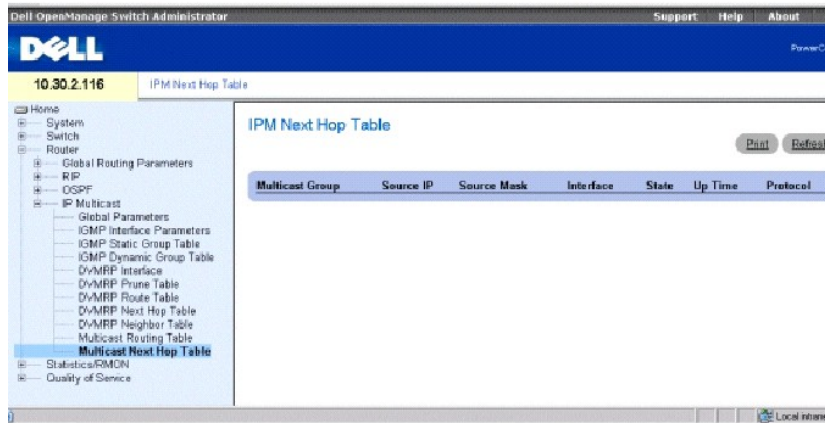 Dell OpenManage Switch Administrator Support Help About
DELL PowerC
10.30.2.116 IPM Next Hop Table
Home
System
Switch
Router
Global Routing Parameters
RIP
OSPF
IP Multicast
Global Parameters
IGMP Interface Parameters
IGMP Static Group Table
IGMP Dynamic Group Table
DVMRP Interface
DVMRP Prune Table
DVMRP Route Table
DVMRP Next Hop Table
DVMRP Neighbor Table
Multicast Routing Table
Multicast Next Hop Table
Statistics/RMON
Quality of Service
IPM Next Hop Table
Print Refresh
Multicast Group Source IP Source Mask Interface State Up Time Protocol
Local intrane